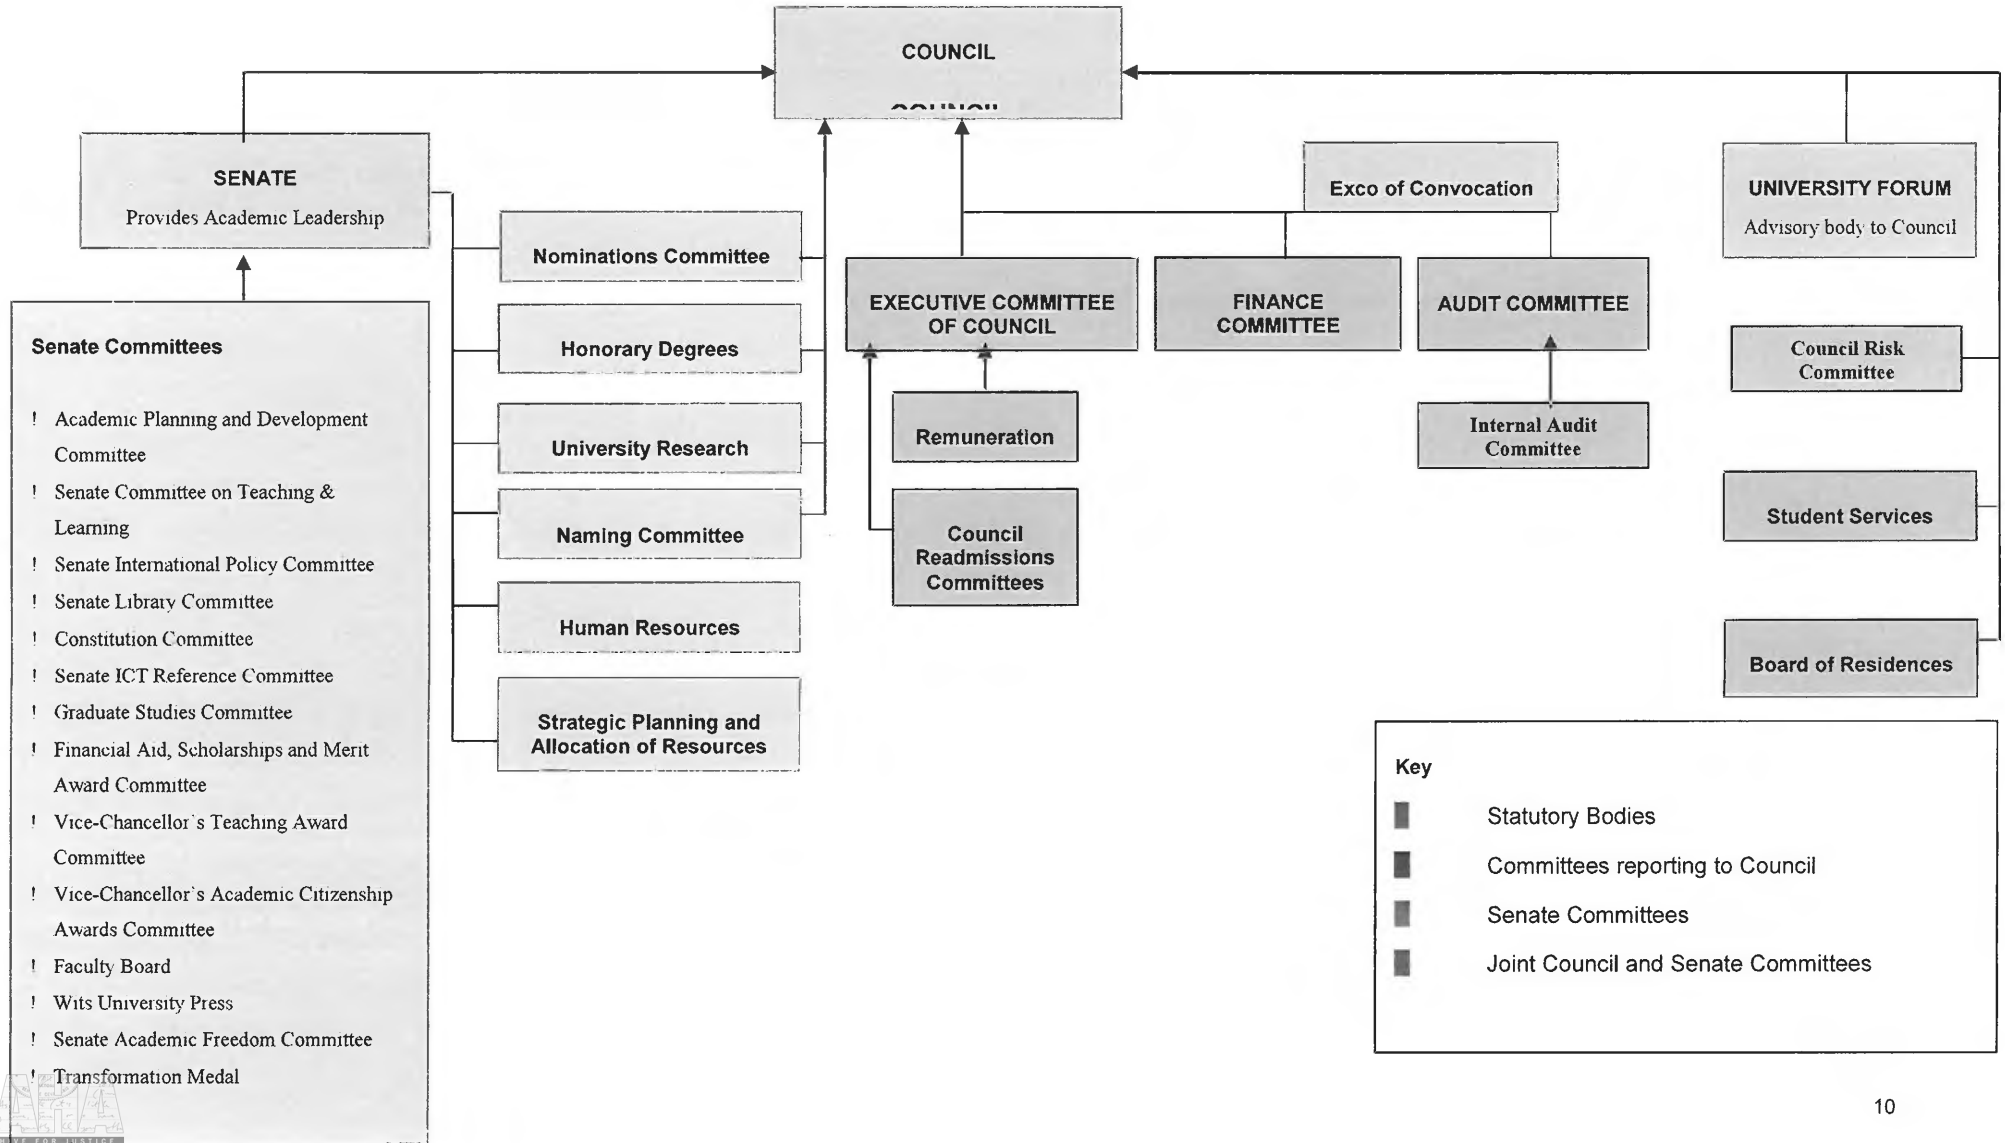 COUNCIL
COUNCIL
SENATE
Provides Academic Leadership
Exco of Convocation
UNIVERSITY FORUM
Advisory body to Council
Nominations Committee
Honorary Degrees
University Research
Naming Committee
Human Resources
Strategic Planning and
Allocation of Resources
EXECUTIVE COMMITTEE
OF COUNCIL
FINANCE
COMMITTEE
AUDIT COMMITTEE
Remuneration
Council
Readmissions
Committees
Internal Audit
Committee
Council Risk
Committee
Student Services
Board of Residences
Senate Committees
! Academic Planning and Development
Committee
! Senate Committee on Teaching &
Learning
! Senate International Policy Committee
! Senate Library Committee
! Constitution Committee
! Senate ICT Reference Committee
! Graduate Studies Committee
! Financial Aid, Scholarships and Merit
Award Committee
! Vice-Chancellor's Teaching Award
Committee
! Vice-Chancellor's Academic Citizenship
Awards Committee
! Faculty Board
! Wits University Press
! Senate Academic Freedom Committee
! Transformation Medal
Key
Statutory Bodies
Committees reporting to Council
Senate Committees
Joint Council and Senate Committees
10
AHA
FOR JUSTICE